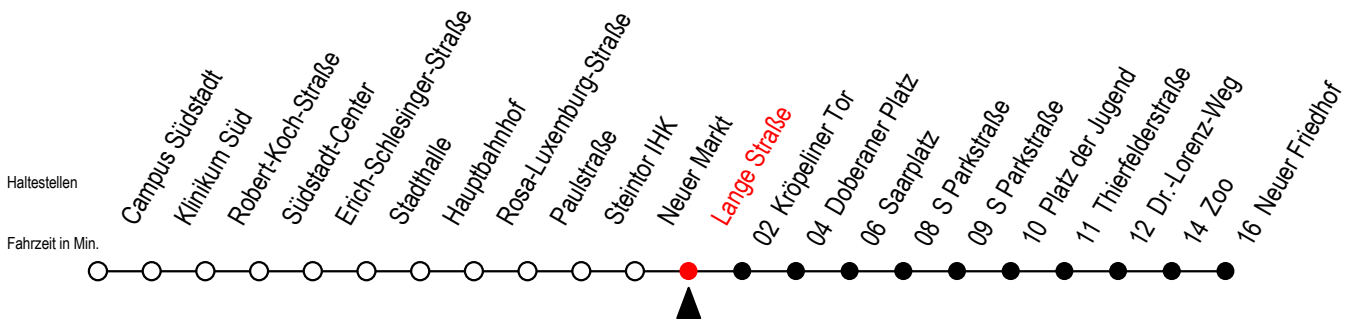 Haltestellen
Campus Südstadt
Klinikum Süd
Robert-Koch-Straße
Südstadt-Center
Erich-Schlesinger-Straße
Stadthalle
Hauptbahnhof
Rosa-Luxemburg-Straße
Paulstraße
Steintor IHK
Neuer Markt
Lange Straße
Fahrzeit in Min.
02 Kröpeliner Tor
04 Doberaner Platz
06 Saarplatz
08 S Parkstraße
09 S Parkstraße
10 Platz der Jugend
11 Thierfelderstraße
12 Dr.-Lorenz-Weg
14 Zoo
16 Neuer Friedhof